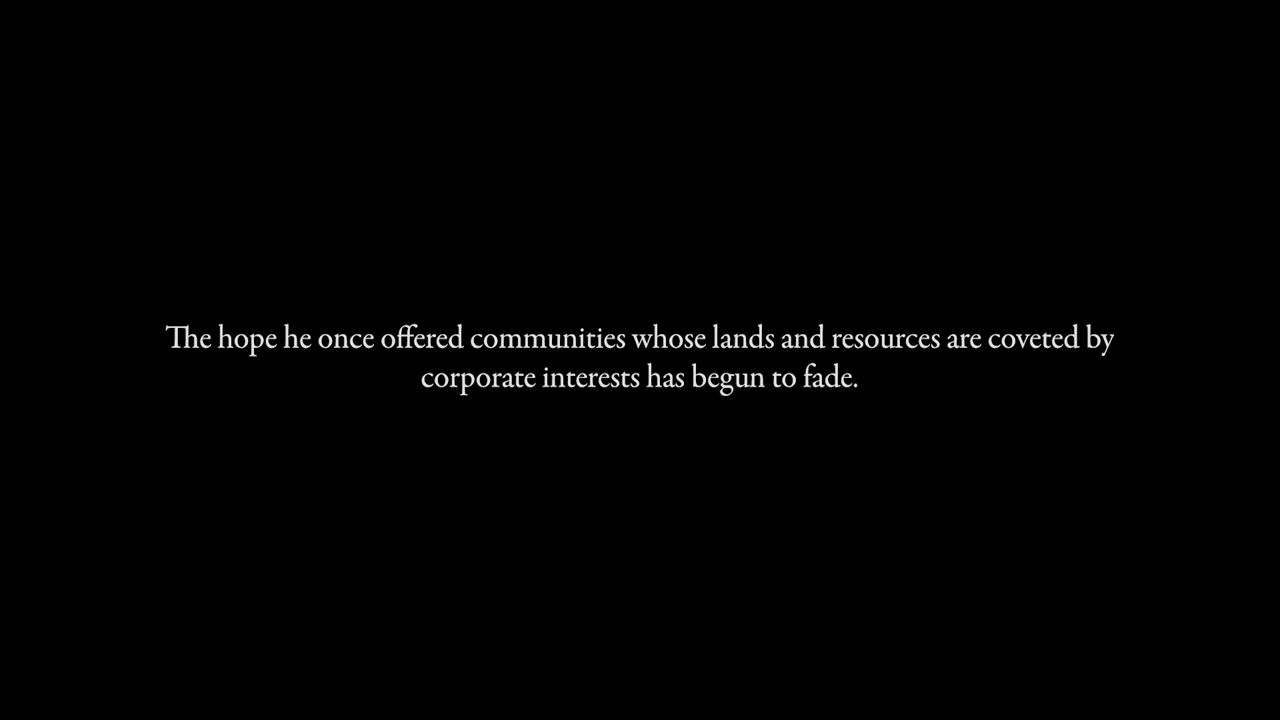 The hope he once offered communities whose lands and resources are coveted by
corporate interests has begun to fade.